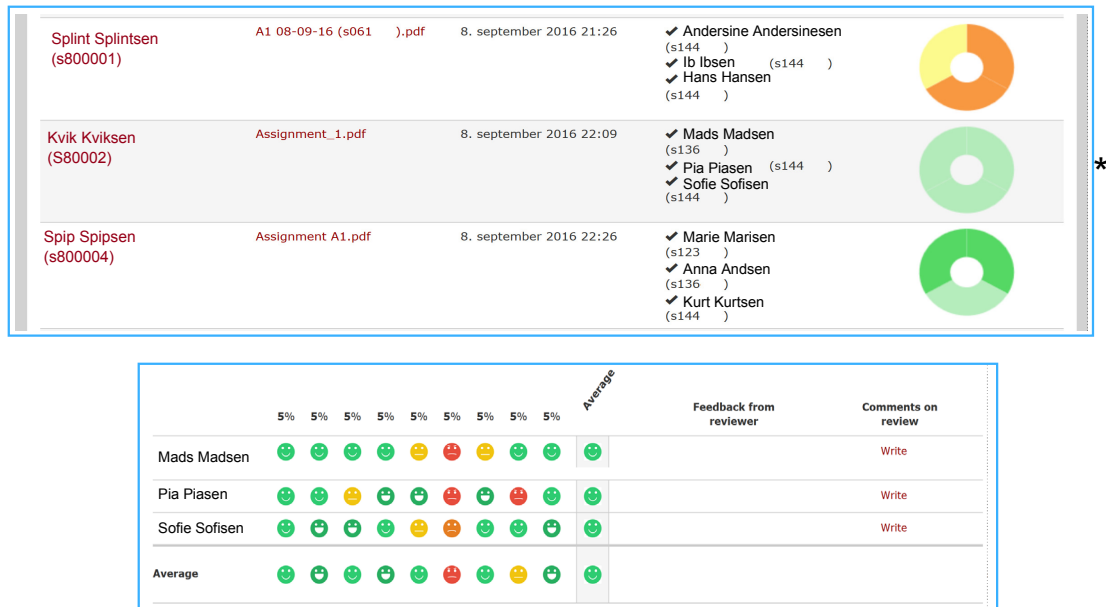 Splint Splintsen
(s800001)
A1 08-09-16 (s061 ).pdf
8. september 2016 21:26
✔ Andersine Andersinesen
(s144 )
✔ Ib Ibsen (s144 )
✔ Hans Hansen
(s144 )
Kvik Kviksen
(S80002)
Assignment_1.pdf
8. september 2016 22:09
✔ Mads Madsen
(s136 )
✔ Pia Piasen (s144 )
✔ Sofie Sofisen
(s144 )
*
Spip Spipsen
(s800004)
Assignment A1.pdf
8. september 2016 22:26
✔ Marie Marisen
(s123 )
✔ Anna Andsen
(s136 )
✔ Kurt Kurtsen
(s144 )
5% 5% 5% 5% 5% 5% 5% 5% 5%
Average
Feedback from
reviewer
Comments on
review
Mads Madsen
Write
Pia Piasen
Write
Sofie Sofisen
Write
Average